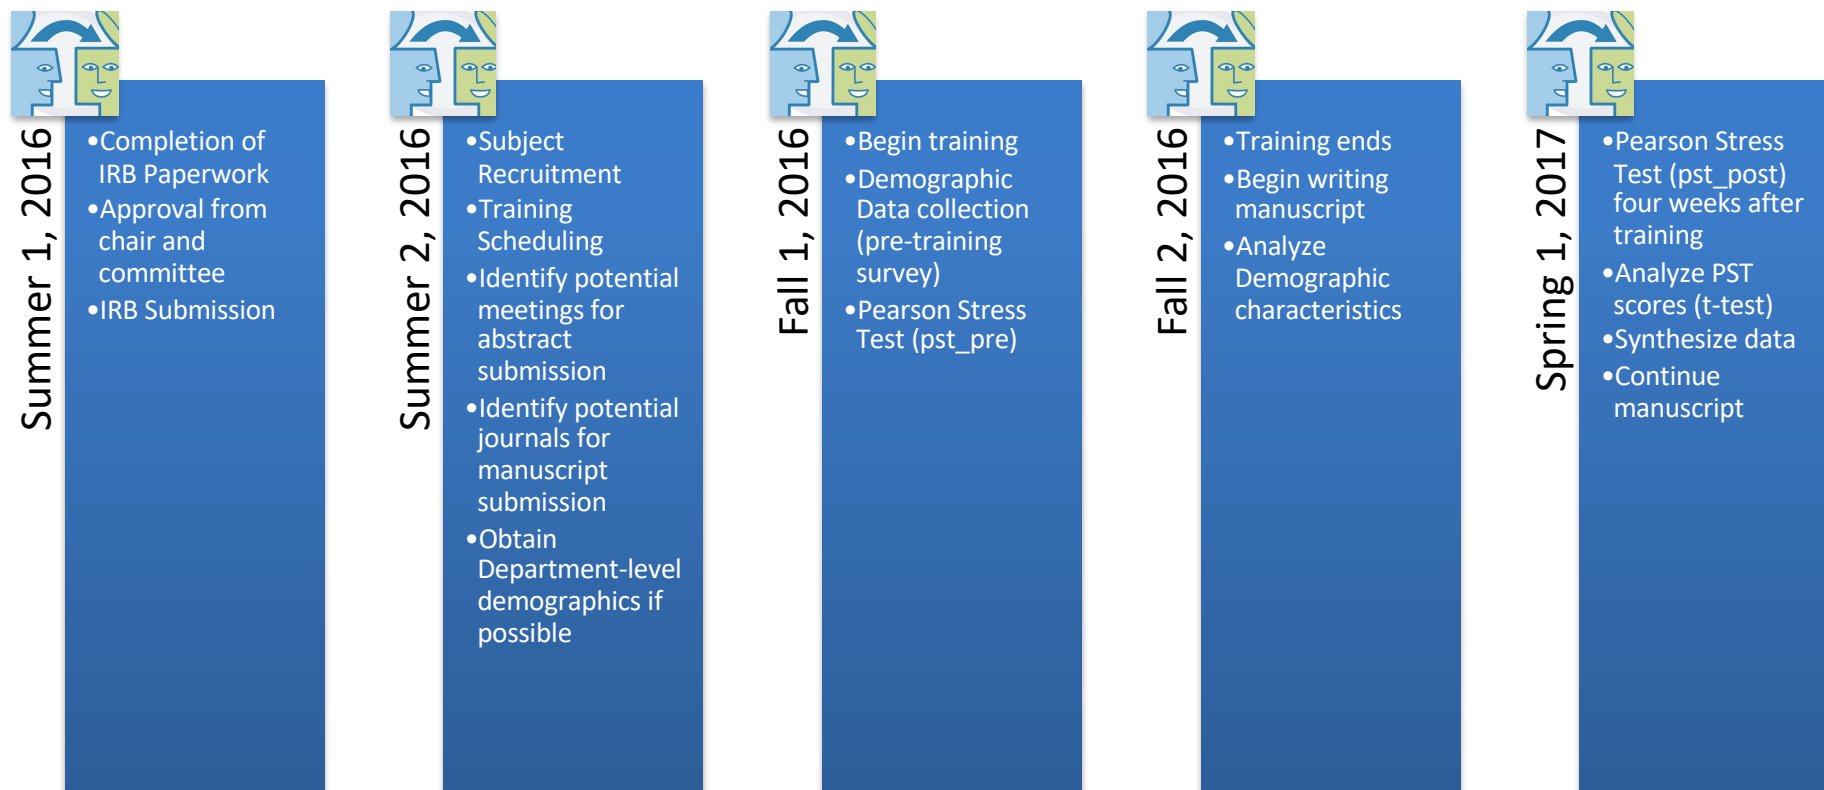 Summer 1, 2016
•Completion of
IRB Paperwork
•Approval from
chair and
committee
•IRB Submission
Summer 2, 2016
•Subject
Recruitment
•Training
Scheduling
•Identify potential
meetings for
abstract
submission
•Identify potential
journals for
manuscript
submission
•Obtain
Department-level
demographics if
possible
Fall 1, 2016
•Begin training
•Demographic
Data collection
(pre-training
survey)
•Pearson Stress
Test (pst_pre)
Fall 2, 2016
•Training ends
•Begin writing
manuscript
•Analyze
Demographic
characteristics
Spring 1, 2017
•Pearson Stress
Test (pst_post)
four weeks after
training
•Analyze PST
scores (t-test)
•Synthesize data
•Continue
manuscript